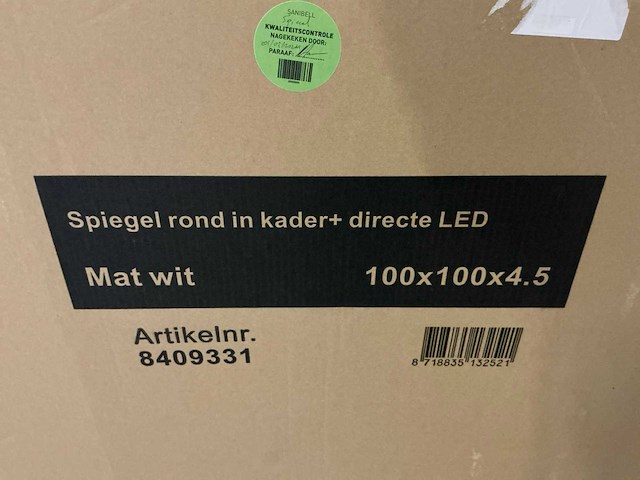 SANIBELL
KWALITEITSCONTROLE
NAGEKEKEN DOOR:
PARAAF:
Spiegel rond in kader+ directe LED
Mat wit 100x100x4.5
Artikelnr.
8409331
8 718835 132521